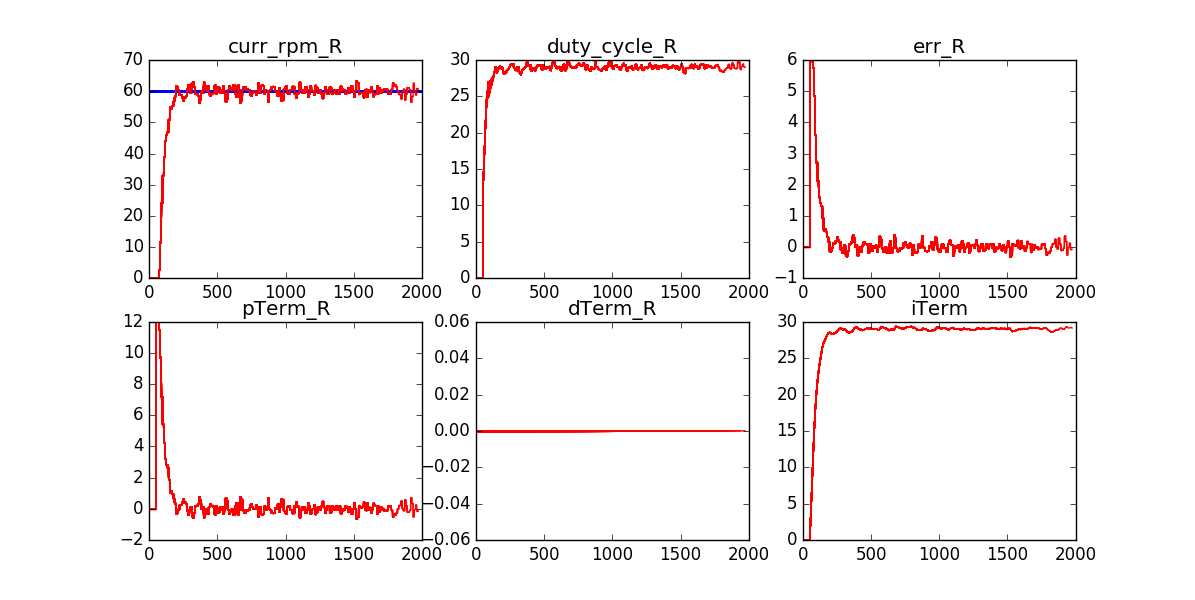 curr_rpm_R duty_cycle_R err_R
70 30 6
60 25 5
50 20 4
40 15 3
30 10 2
20 5 1
10 0 0
0 −1
0 500 1000 1500 2000 0 500 1000 1500 2000 0 500 1000 1500 2000
pTerm_R dTerm_R iTerm
12 0.06 30
10 0.04 25
8 0.02 20
6 0.00 15
4 −0.02 10
2 −0.04 5
0 −0.06 0
−2
0 500 1000 1500 2000 0 500 1000 1500 2000 0 500 1000 1500 2000